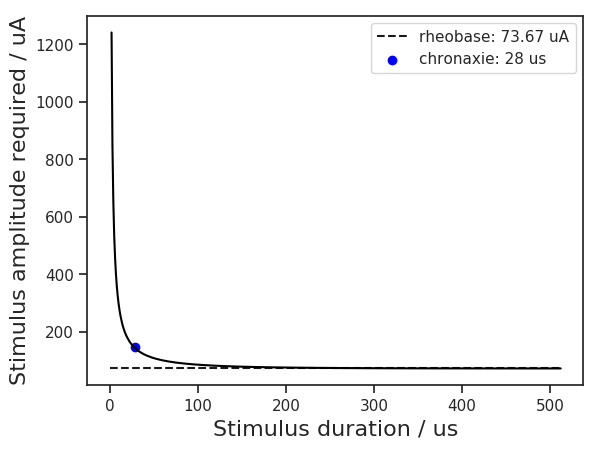 Stimulus amplitude required / uA
1200
1000
800
600
400
200
rheobase: 73.67 uA
chronaxie: 28 us
0 100 200 300 400 500
Stimulus duration / us